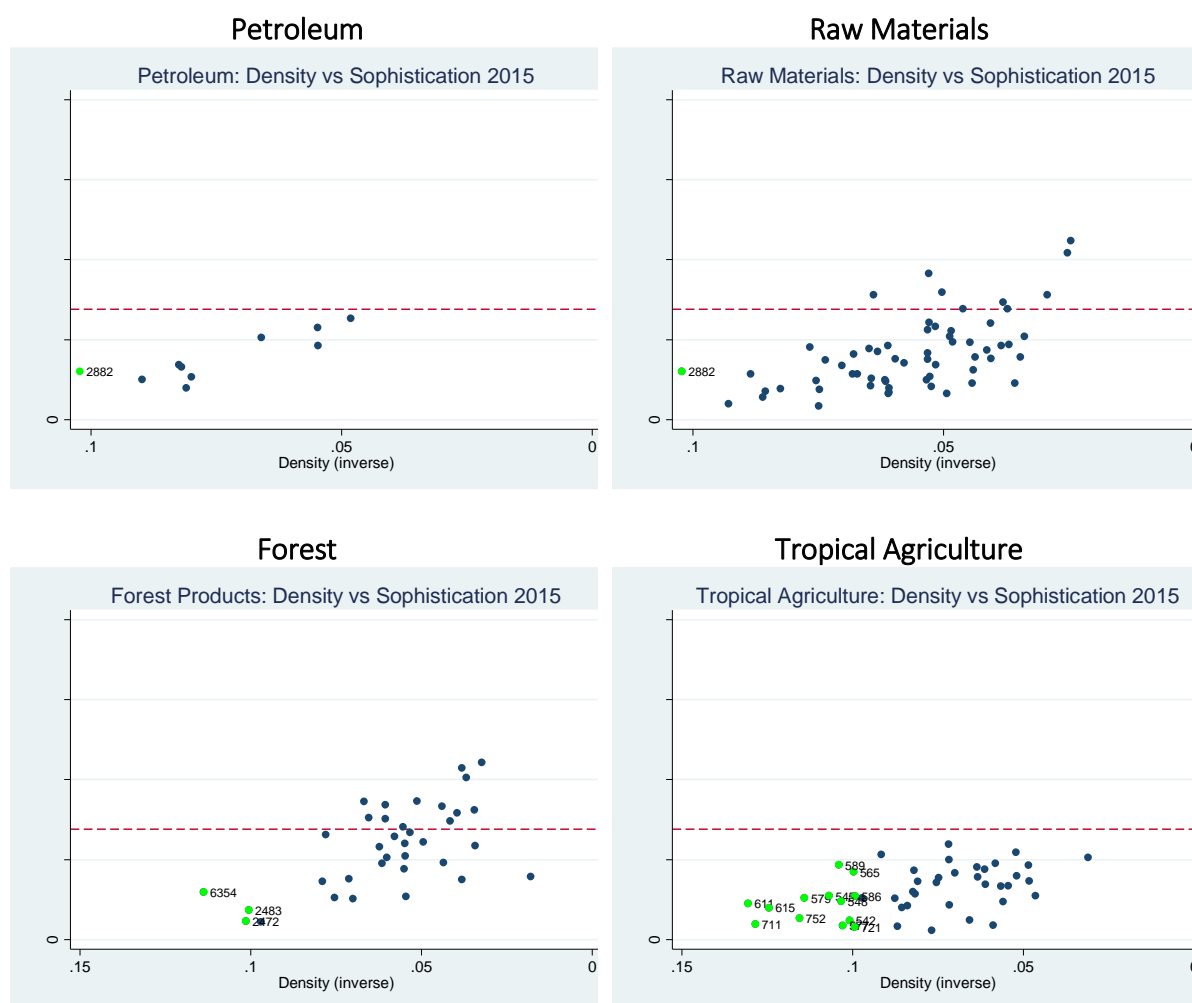 Petroleum
Raw Materials
Petroleum: Density vs Sophistication 2015
Raw Materials: Density vs Sophistication 2015
2882
2882
0
0
.1
.05
0
.1
.05
Density (inverse)
Density (inverse)
Forest
Tropical Agriculture
Forest Products: Density vs Sophistication 2015
Tropical Agriculture: Density vs Sophistication 2015
589
565
6354
579
586
548
611
615
2483
752
542
2472
711
721
0
0
.15
.1
.05
0
.15
.1
.05
Density (inverse)
Density (inverse)